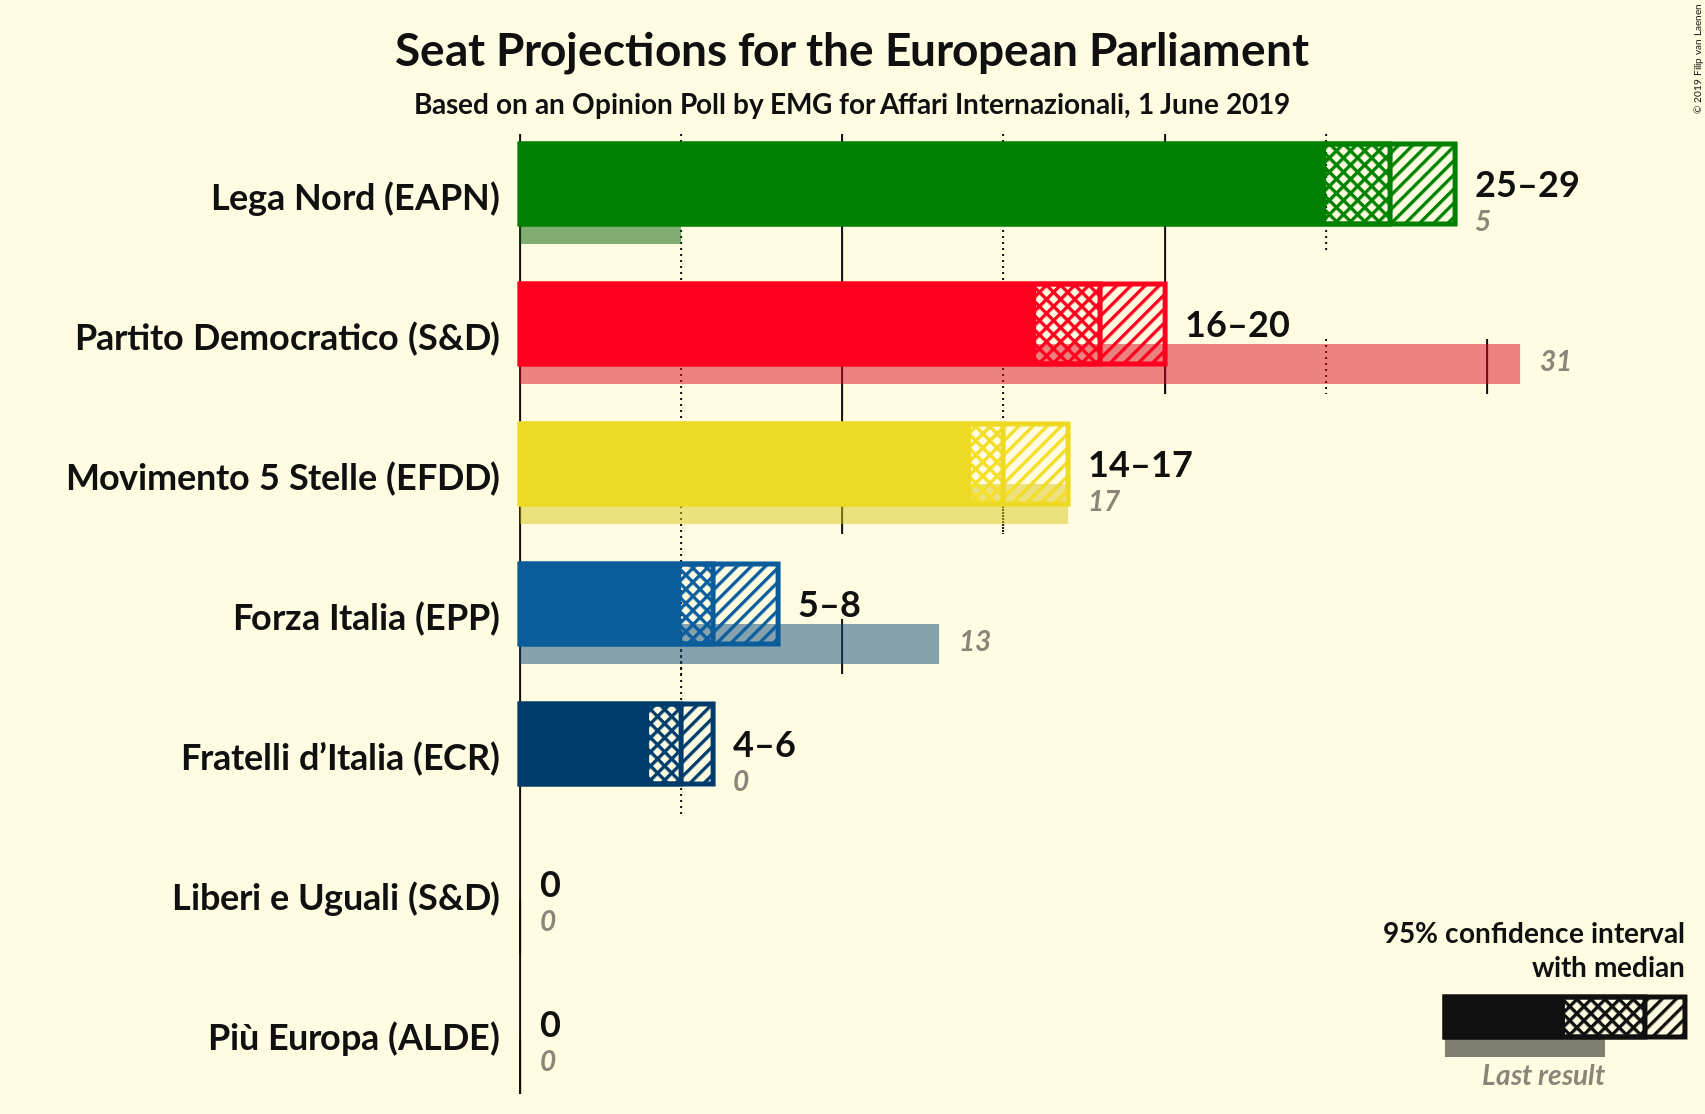 Seat Projections for the European Parliament
Based on an Opinion Poll by EMG for Affari Internazionali, 1 June 2019
© 2019 Filip van Laenen
Lega Nord (EAPN)
25–29
5
Partito Democratico (S&D)
16–20
31
Movimento 5 Stelle (EFDD)
14–17
17
Forza Italia (EPP)
5–8
13
Fratelli d’Italia (ECR)
4–6
0
Liberi e Uguali (S&D)
0
0
Più Europa (ALDE)
0
0
95% confidence interval
with median
Last result